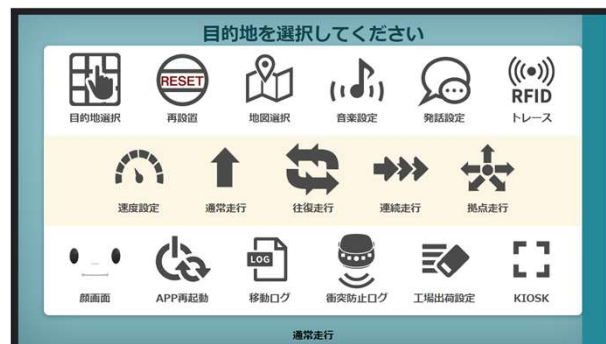 目的地を選択してください
RESET
RFID
目的地選択 再設置 地図選択 音楽設定 発話設定 トレース
速度設定 通常走行 往復走行 連続走行 拠点走行
LOG
顔画面 APP再起動 移動ログ 衝突防止ログ 工場出荷設定 KIOSK
通常走行